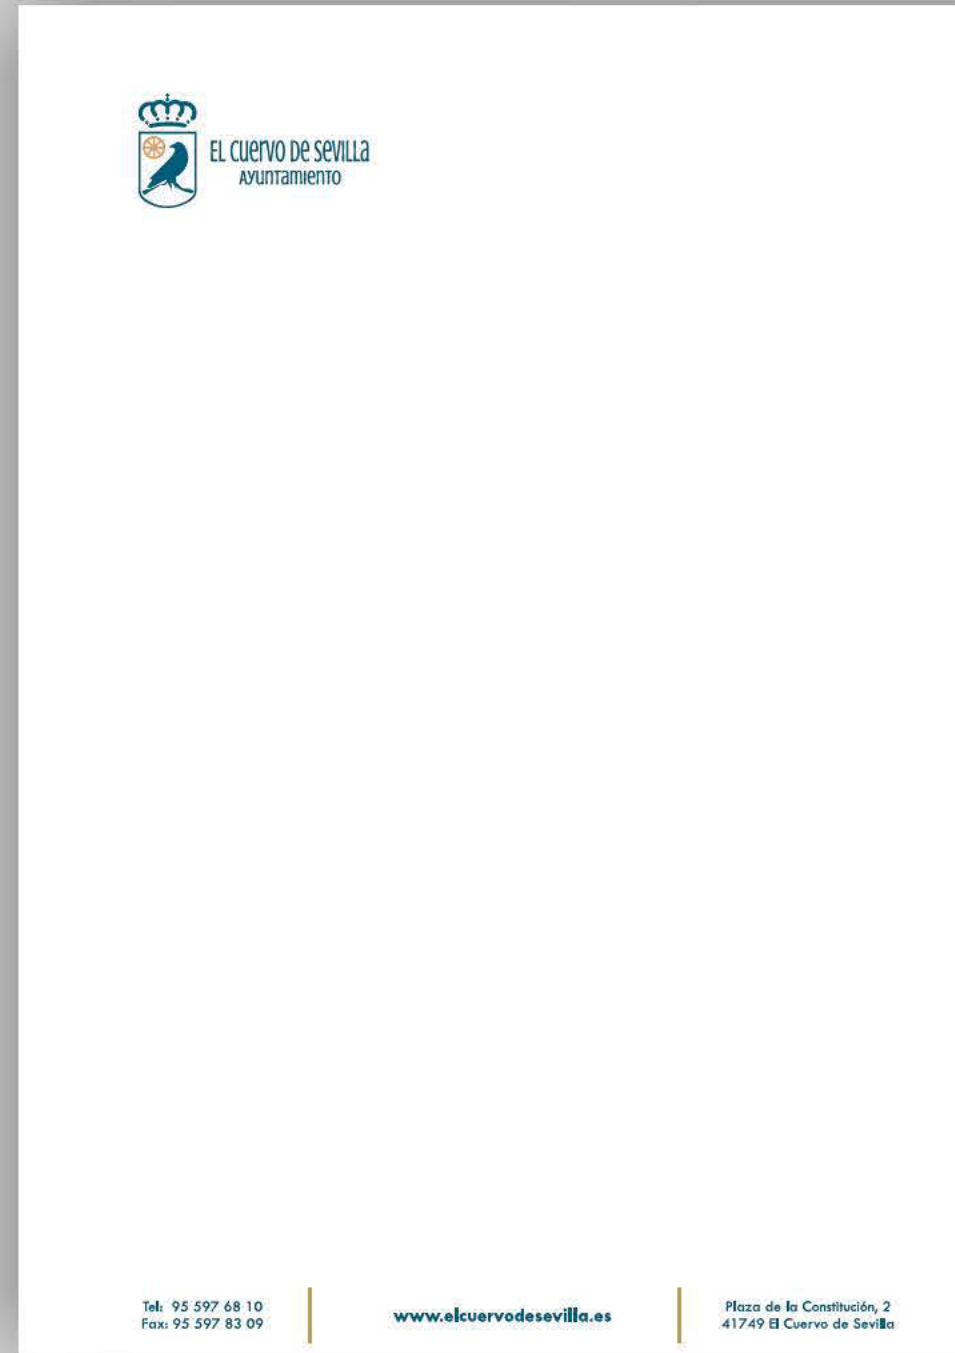 EL CUERVO DE SEVILLA
AYUNTAMIENTO
Tel: 95 597 68 10
Fax: 95 597 83 09
www.elcuervodesevilla.es
Plaza de la Constitución, 2
41749 El Cuervo de Sevilla